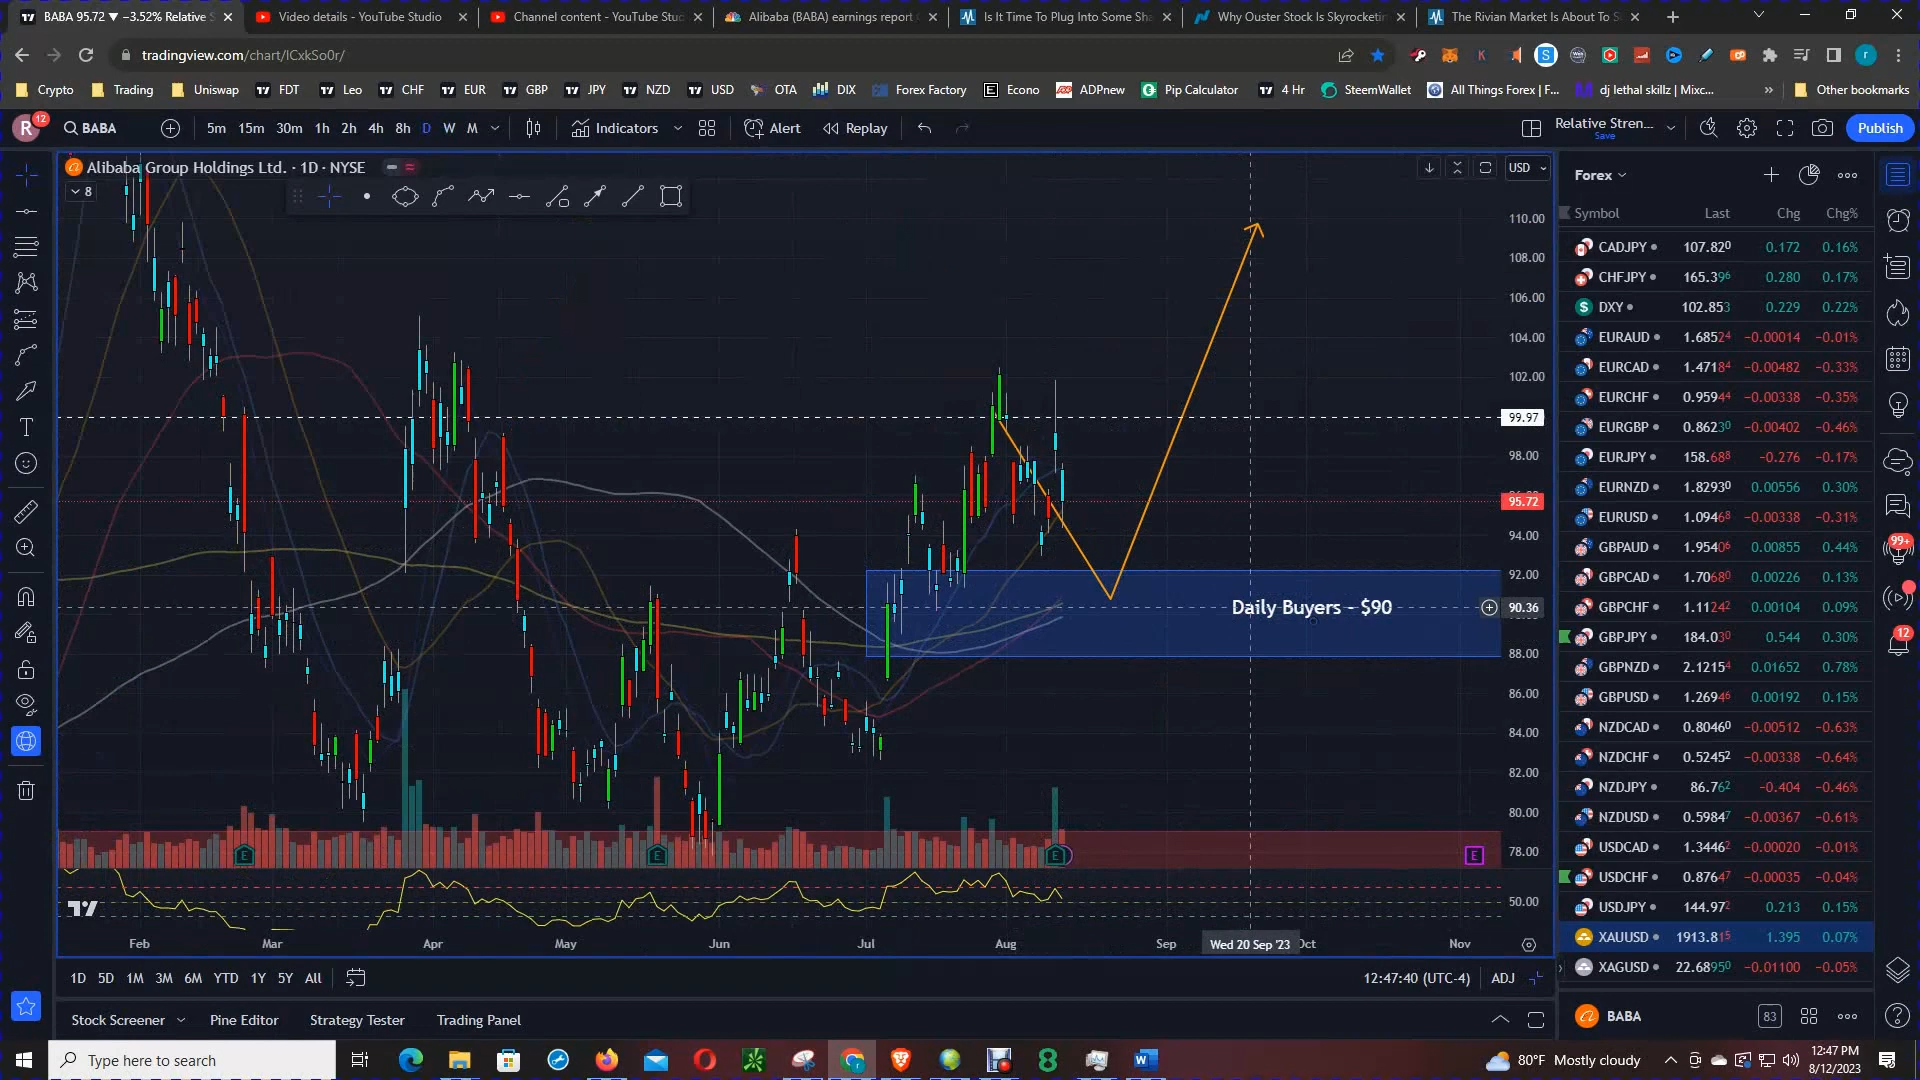 BABA 95.72 ▼ −3.52% Relative S
Video details - YouTube Studio
Channel content - YouTube Stu
Alibaba (BABA) earnings report
Is It Time To Plug Into Some Sha
Why Ouster Stock Is Skyrocketin
The Rivian Market Is About To S
tradingview.com/chart/lCxkSo0r/
Crypto
Trading
Uniswap
FDT
Leo
CHF
EUR
GBP
JPY
NZD
USD
OTA
DIX
Forex Factory
Econo
ADPnew
Pip Calculator
4 Hr
SteemWallet
All Things Forex | F...
dj lethal skillz | Mixc...
»
Other bookmarks
R
12
BABA
5m 15m 30m 1h 2h 4h 8h D W M
Indicators
Alert
Replay
Relative Stren...
Save
Publish
Alibaba Group Holdings Ltd. · 1D · NYSE
8
USD
110.00
108.00
106.00
104.00
102.00
99.97
98.00
95.72
94.00
92.00
Daily Buyers - $90
90.36
88.00
86.00
84.00
82.00
80.00
78.00
50.00
E
E
E
E
Feb Mar Apr May Jun Jul Aug Sep Wed 20 Sep '23 Oct Nov
1D 5D 1M 3M 6M YTD 1Y 5Y All
12:47:40 (UTC-4)
ADJ
Stock Screener
Pine Editor
Strategy Tester
Trading Panel
Forex
Symbol Last Chg Chg%
CADJPY 107.820 0.172 0.16%
CHFJPY 165.396 0.280 0.17%
DXY 102.853 0.229 0.22%
EURAUD 1.68524 −0.00014 −0.01%
EURCAD 1.47184 −0.00482 −0.33%
EURCHF 0.95944 −0.00338 −0.35%
EURGBP 0.86230 −0.00402 −0.46%
EURJPY 158.688 −0.276 −0.17%
EURNZD 1.82930 0.00556 0.30%
EURUSD 1.09468 −0.00338 −0.31%
GBPAUD 1.95406 0.00855 0.44%
GBPCAD 1.70680 0.00226 0.13%
GBPCHF 1.11242 0.00104 0.09%
GBPJPY 184.030 0.544 0.30%
GBPNZD 2.12154 0.01652 0.78%
GBPUSD 1.26946 0.00192 0.15%
NZDCAD 0.80460 −0.00512 −0.63%
NZDCHF 0.52452 −0.00338 −0.64%
NZDJPY 86.762 −0.404 −0.46%
NZDUSD 0.59847 −0.00367 −0.61%
USDCAD 1.34462 −0.00020 −0.01%
USDCHF 0.87647 −0.00035 −0.04%
USDJPY 144.972 0.213 0.15%
XAUUSD 1913.815 1.395 0.07%
XAGUSD 22.68950 −0.01100 −0.05%
BABA
83
99+
12
Type here to search
80°F Mostly cloudy
12:47 PM
8/12/2023